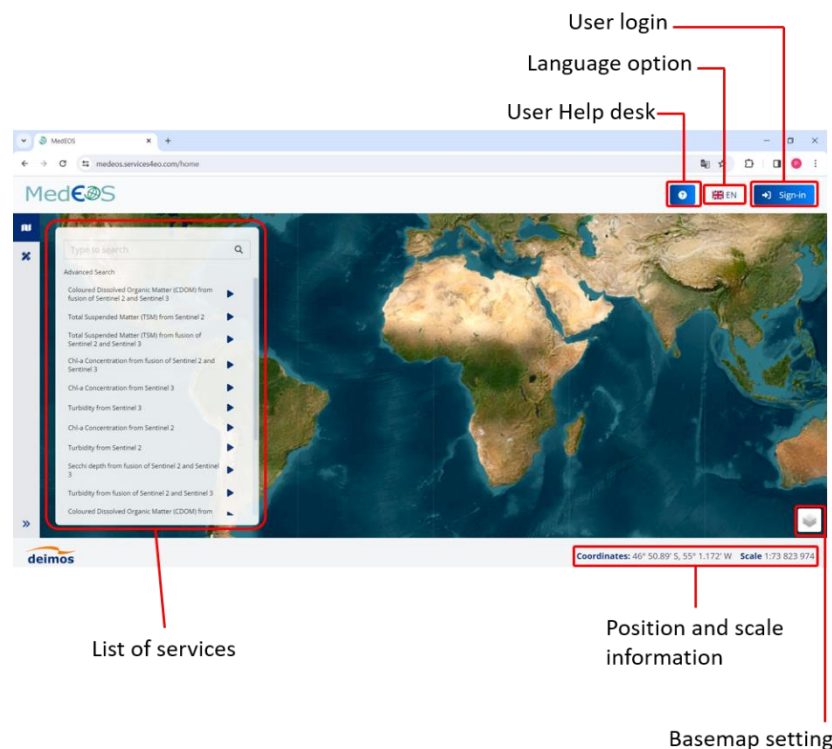 User login
Language option
User Help desk
MedEOS
medeos.services4eo.com/home
Med€OS
EN
Sign-in
Type to search
Advanced Search
Coloured Dissolved Organic Matter (CDOM) from
fusion of Sentinel 2 and Sentinel 3
Total Suspended Matter (TSM) from Sentinel 2
Total Suspended Matter (TSM) from fusion of
Sentinel 2 and Sentinel 3
Chl-a Concentration from fusion of Sentinel 2 and
Sentinel 3
Chl-a Concentration from Sentinel 3
Turbidity from Sentinel 3
Chl-a Concentration from Sentinel 2
Turbidity from Sentinel 2
Secchi depth from fusion of Sentinel 2 and Sentinel
3
Turbidity from fusion of Sentinel 2 and Sentinel 3
Coloured Dissolved Organic Matter (CDOM) from
deimos
Coordinates: 46° 50.89' S, 55° 1.172' W Scale 1:73 823 974
List of services
Position and scale
information
Basemap setting